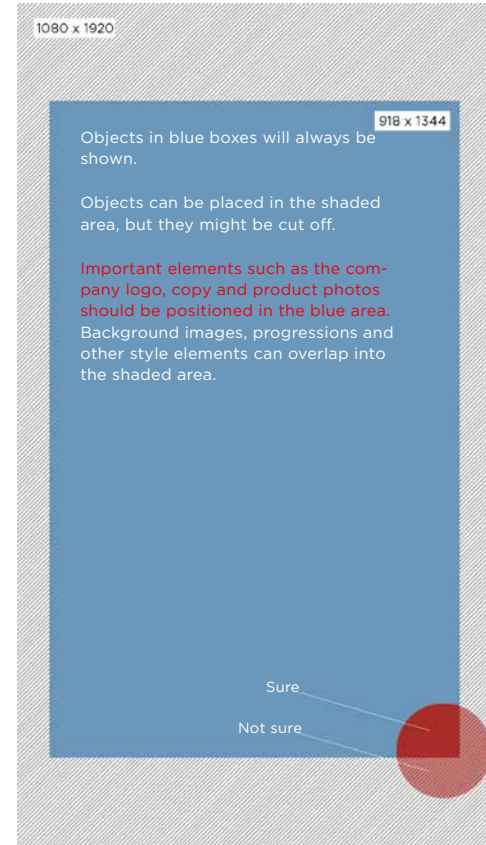 1080 x 1920
918 x 1344
Objects in blue boxes will always be
shown.
Objects can be placed in the shaded
area, but they might be cut off.
Important elements such as the com-
pany logo, copy and product photos
should be positioned in the blue area.
Background images, progressions and
other style elements can overlap into
the shaded area.
Sure
Not sure